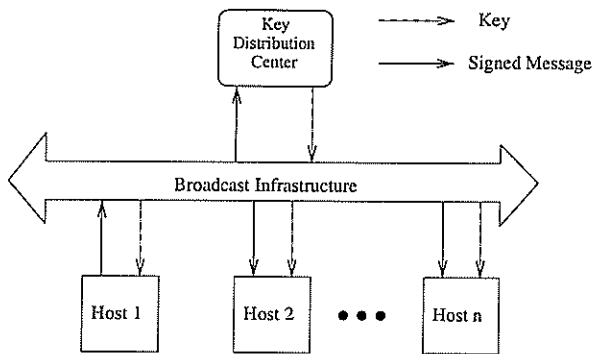 Key
Distribution
Center
Key
Signed Message
Broadcast Infrastructure
Host 1
Host 2
Host n